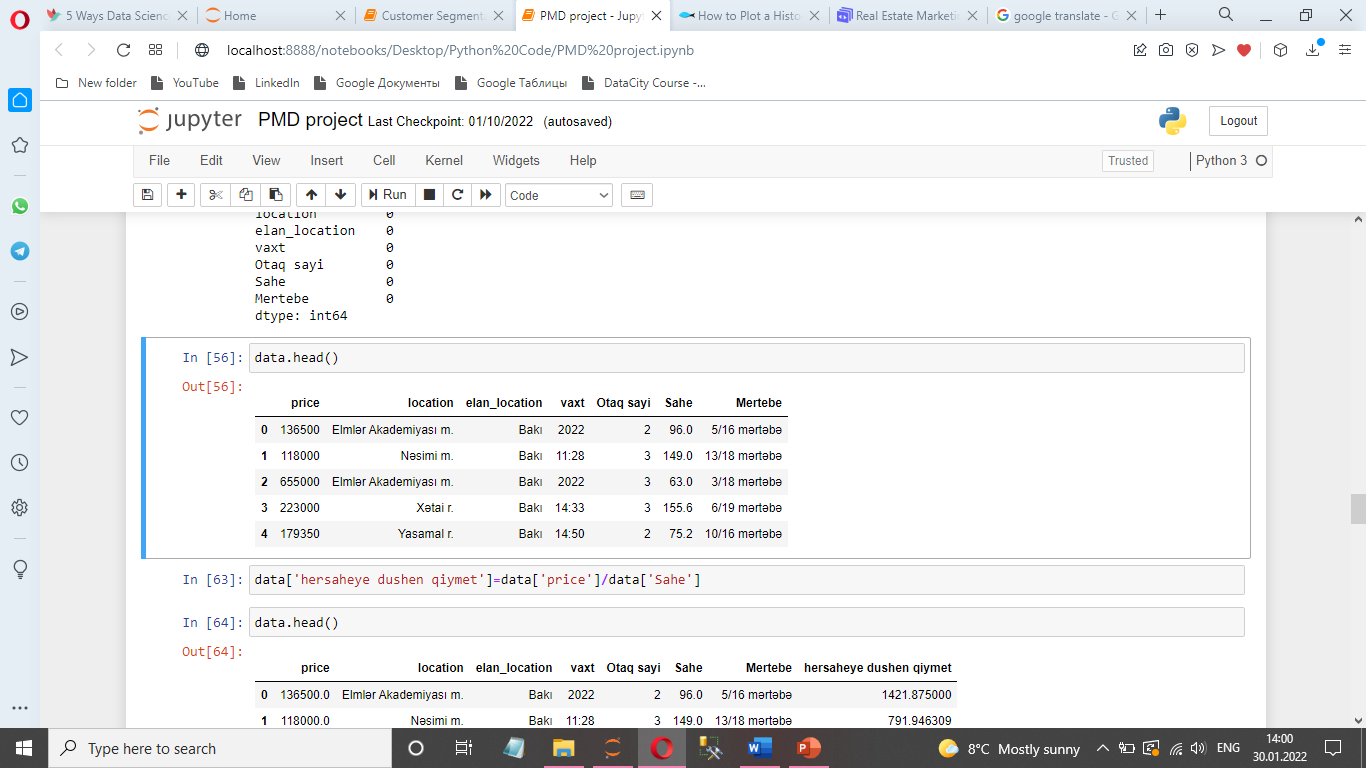 5 Ways Data Scienc
Home
Customer Segment
PMD project - Jupy
How to Plot a Histo
Real Estate Marketi
google translate - G
localhost:8888/notebooks/Desktop/Python%20Code/PMD%20project.ipynb
New folder YouTube LinkedIn Google Документы Google Таблицы DataCity Course -...
jupyter PMD project Last Checkpoint: 01/10/2022 (autosaved) Logout
File Edit View Insert Cell Kernel Widgets Help Trusted Python 3
Run Code
location 0
elan_location 0
vaxt 0
Otaq sayi 0
Sahe 0
Mertebe 0
dtype: int64
In [56]: data.head()
Out[56]:
price location elan_location vaxt Otaq sayi Sahe Mertebe
0 136500 Elmlər Akademiyası m. Bakı 2022 2 96.0 5/16 mərtəbə
1 118000 Nəsimi m. Bakı 11:28 3 149.0 13/18 mərtəbə
2 655000 Elmlər Akademiyası m. Bakı 2022 3 63.0 3/18 mərtəbə
3 223000 Xətai r. Bakı 14:33 3 155.6 6/19 mərtəbə
4 179350 Yasamal r. Bakı 14:50 2 75.2 10/16 mərtəbə
In [63]: data['hersaheye dushen qiymet']=data['price']/data['Sahe']
In [64]: data.head()
Out[64]:
price location elan_location vaxt Otaq sayi Sahe Mertebe hersaheye dushen qiymet
0 136500.0 Elmlər Akademiyası m. Bakı 2022 2 96.0 5/16 mərtəbə 1421.875000
1 118000.0 Nəsimi m. Bakı 11:28 3 149.0 13/18 mərtəbə 791.946309
Type here to search
8°C Mostly sunny
ENG
14:00
30.01.2022